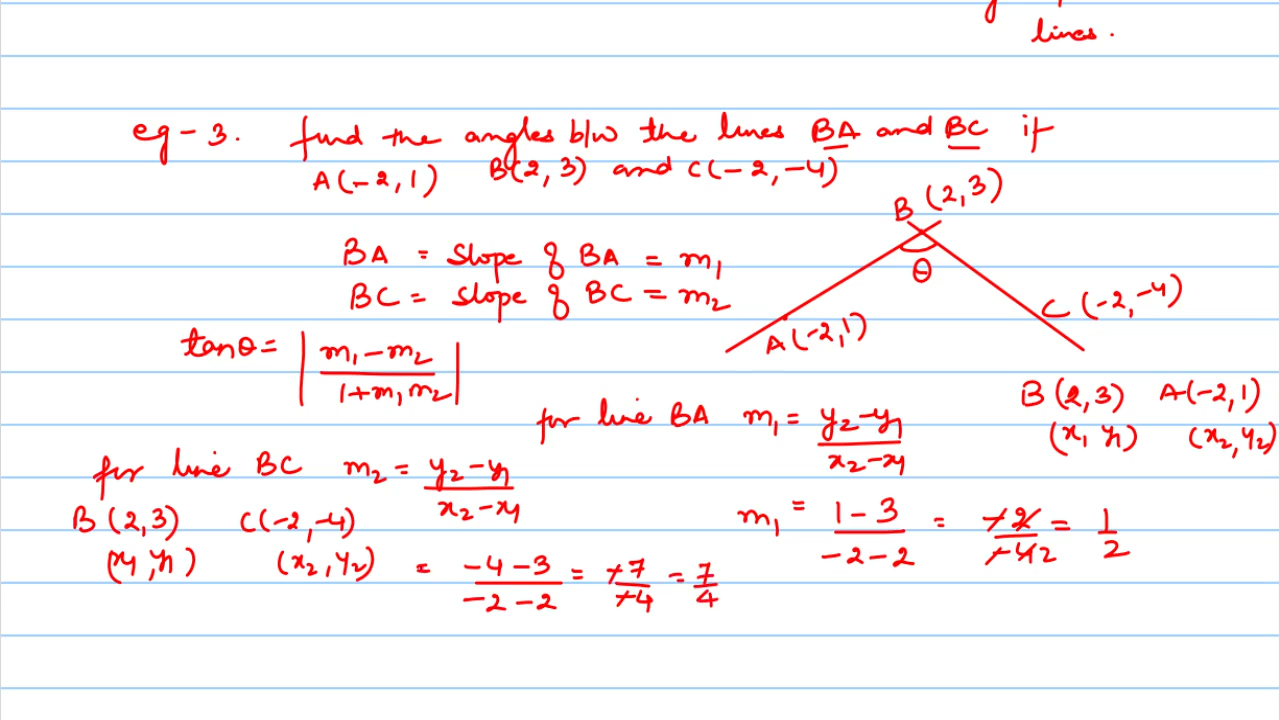 lines.
eg - 3. find the angles b/w the lines BA and BC if
A(-2,1) B(2,3) and C(-2,-4)
B (2,3)
BA = Slope of BA = m₁
BC = slope of BC = m₂
θ
C (-2,-4)
A(-2,1)
tanθ = | m₁-m₂ / 1+m₁m₂ |
B (2,3) A(-2,1)
(x₁ y₁) (x₂,y₂)
for line BA m₁ = y₂-y₁ / x₂-x₁
for line BC m₂ = y₂-y₁ / x₂-x₁
B (2,3) C(-2,-4)
(x₁,y₁) (x₂,y₂)
m₁ = 1-3 / -2-2 = -2 / -4 2 = 1/2
= -4-3 / -2-2 = -7 / -4 = 7/4